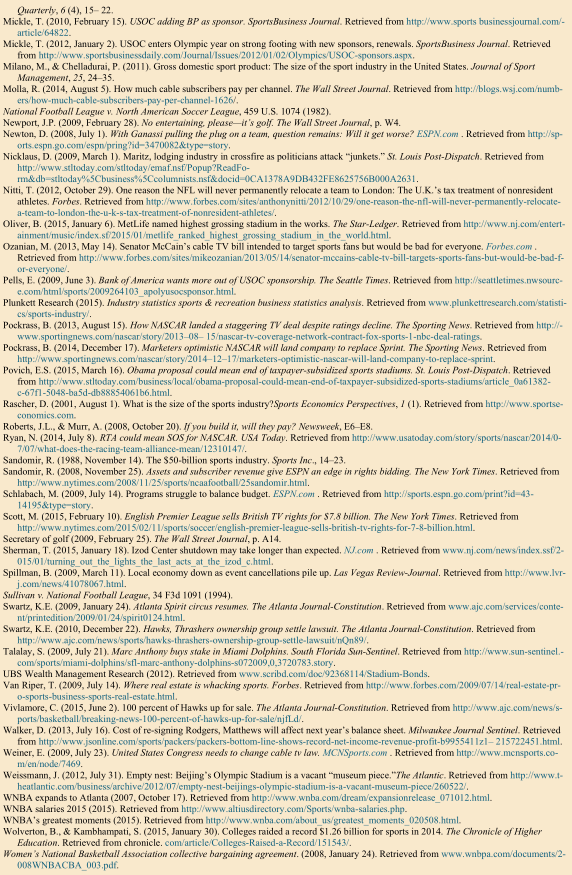 Quarterly, 6 (4), 15– 22.
Mickle, T. (2010, February 15). USOC adding BP as sponsor. SportsBusiness Journal. Retrieved from http://www.sports businessjournal.com/-
article/64822.
Mickle, T. (2012, January 2). USOC enters Olympic year on strong footing with new sponsors, renewals. SportsBusiness Journal. Retrieved
from http://www.sportsbusinessdaily.com/Journal/Issues/2012/01/02/Olympics/USOC-sponsors.aspx.
Milano, M., & Chelladurai, P. (2011). Gross domestic sport product: The size of the sport industry in the United States. Journal of Sport
Management, 25, 24–35.
Molla, R. (2014, August 5). How much cable subscribers pay per channel. The Wall Street Journal. Retrieved from http://blogs.wsj.com/numb-
ers/how-much-cable-subscribers-pay-per-channel-1626/.
National Football League v. North American Soccer League, 459 U.S. 1074 (1982).
Newport, J.P. (2009, February 28). No entertaining, please—it’s golf. The Wall Street Journal, p. W4.
Newton, D. (2008, July 1). With Ganassi pulling the plug on a team, question remains: Will it get worse? ESPN.com . Retrieved from http://sp-
orts.espn.go.com/espn/pring?id=3470082&type=story.
Nicklaus, D. (2009, March 1). Maritz, lodging industry in crossfire as politicians attack “junkets.” St. Louis Post-Dispatch. Retrieved from
http://www.stltoday.com/stltoday/emaf.nsf/Popup?ReadFo-
rm&db=stltoday%5Cbusiness%5Ccolumnists.nsf&docid=0CA1378A9DB432FE8625756B000A2631.
Nitti, T. (2012, October 29). One reason the NFL will never permanently relocate a team to London: The U.K.’s tax treatment of nonresident
athletes. Forbes. Retrieved from http://www.forbes.com/sites/anthonynitti/2012/10/29/one-reason-the-nfl-will-never-permanently-relocate-
a-team-to-london-the-u-k-s-tax-treatment-of-nonresident-athletes/.
Oliver, B. (2015, January 6). MetLife named highest grossing stadium in the works. The Star-Ledger. Retrieved from http://www.nj.com/entert-
ainment/music/index.sf/2015/01/metlife_ranked_highest_grossing_stadium_in_the_world.html.
Ozanian, M. (2013, May 14). Senator McCain’s cable TV bill intended to target sports fans but would be bad for everyone. Forbes.com .
Retrieved from http://www.forbes.com/sites/mikeozanian/2013/05/14/senator-mccains-cable-tv-bill-targets-sports-fans-but-would-be-bad-f-
or-everyone/.
Pells, E. (2009, June 3). Bank of America wants more out of USOC sponsorship. The Seattle Times. Retrieved from http://seattletimes.nwsourc-
e.com/html/sports/2009264103_apolyusocsponsor.html.
Plunkett Research (2015). Industry statistics sports & recreation business statistics analysis. Retrieved from www.plunkettresearch.com/statisti-
cs/sports-industry/.
Pockrass, B. (2013, August 15). How NASCAR landed a staggering TV deal despite ratings decline. The Sporting News. Retrieved from http://-
www.sportingnews.com/nascar/story/2013–08– 15/nascar-tv-coverage-network-contract-fox-sports-1-nbc-deal-ratings.
Pockrass, B. (2014, December 17). Marketers optimistic NASCAR will land company to replace Sprint. The Sporting News. Retrieved from
http://www.sportingnews.com/nascar/story/2014–12–17/marketers-optimistic-nascar-will-land-company-to-replace-sprint.
Povich, E.S. (2015, March 16). Obama proposal could mean end of taxpayer-subsidized sports stadiums. St. Louis Post-Dispatch. Retrieved
from http://www.stltoday.com/business/local/obama-proposal-could-mean-end-of-taxpayer-subsidized-sports-stadiums/article_0a61382-
c-67f1-5048-ba5d-db88854061b6.html.
Rascher, D. (2001, August 1). What is the size of the sports industry?Sports Economics Perspectives, 1 (1). Retrieved from http://www.sportse-
conomics.com.
Roberts, J.L., & Murr, A. (2008, October 20). If you build it, will they pay? Newsweek, E6–E8.
Ryan, N. (2014, July 8). RTA could mean SOS for NASCAR. USA Today. Retrieved from http://www.usatoday.com/story/sports/nascar/2014/0-
7/07/what-does-the-racing-team-alliance-mean/12310147/.
Sandomir, R. (1988, November 14). The $50-billion sports industry. Sports Inc., 14–23.
Sandomir, R. (2008, November 25). Assets and subscriber revenue give ESPN an edge in rights bidding. The New York Times. Retrieved from
http://www.nytimes.com/2008/11/25/sports/ncaafootball/25sandomir.html.
Schlabach, M. (2009, July 14). Programs struggle to balance budget. ESPN.com . Retrieved from http://sports.espn.go.com/print?id=43-
14195&type=story.
Scott, M. (2015, February 10). English Premier League sells British TV rights for $7.8 billion. The New York Times. Retrieved from
http://www.nytimes.com/2015/02/11/sports/soccer/english-premier-league-sells-british-tv-rights-for-7-8-billion.html.
Secretary of golf (2009, February 25). The Wall Street Journal, p. A14.
Sherman, T. (2015, January 18). Izod Center shutdown may take longer than expected. NJ.com . Retrieved from www.nj.com/news/index.ssf/2-
015/01/turning_out_the_lights_the_last_acts_at_the_izod_c.html.
Spillman, B. (2009, March 11). Local economy down as event cancellations pile up. Las Vegas Review-Journal. Retrieved from http://www.lvr-
j.com/news/41078067.html.
Sullivan v. National Football League, 34 F3d 1091 (1994).
Swartz, K.E. (2009, January 24). Atlanta Spirit circus resumes. The Atlanta Journal-Constitution. Retrieved from www.ajc.com/services/conte-
nt/printedition/2009/01/24/spirit0124.html.
Swartz, K.E. (2010, December 22). Hawks, Thrashers ownership group settle lawsuit. The Atlanta Journal-Constitution. Retrieved from
http://www.ajc.com/news/sports/hawks-thrashers-ownership-group-settle-lawsuit/nQn89/.
Talalay, S. (2009, July 21). Marc Anthony buys stake in Miami Dolphins. South Florida Sun-Sentinel. Retrieved from http://www.sun-sentinel.-
com/sports/miami-dolphins/sfl-marc-anthony-dolphins-s072009,0,3720783.story.
UBS Wealth Management Research (2012). Retrieved from www.scribd.com/doc/92368114/Stadium-Bonds.
Van Riper, T. (2009, July 14). Where real estate is whacking sports. Forbes. Retrieved from http://www.forbes.com/2009/07/14/real-estate-pr-
o-sports-business-sports-real-estate.html.
Vivlamore, C. (2015, June 2). 100 percent of Hawks up for sale. The Atlanta Journal-Constitution. Retrieved from http://www.ajc.com/news/s-
ports/basketball/breaking-news-100-percent-of-hawks-up-for-sale/njfLd/.
Walker, D. (2013, July 16). Cost of re-signing Rodgers, Matthews will affect next year’s balance sheet. Milwaukee Journal Sentinel. Retrieved
from http://www.jsonline.com/sports/packers/packers-bottom-line-shows-record-net-income-revenue-profit-b9955411z1– 215722451.html.
Weiner, E. (2009, July 23). United States Congress needs to change cable tv law. MCNSports.com . Retrieved from http://www.mcnsports.co-
m/en/node/7469.
Weissmann, J. (2012, July 31). Empty nest: Beijing’s Olympic Stadium is a vacant “museum piece.”The Atlantic. Retrieved from http://www.t-
heatlantic.com/business/archive/2012/07/empty-nest-beijings-olympic-stadium-is-a-vacant-museum-piece/260522/.
WNBA expands to Atlanta (2007, October 17). Retrieved from http://www.wnba.com/dream/expansionrelease_071012.html.
WNBA salaries 2015 (2015). Retrieved from http://www.altiusdirectory.com/Sports/wnba-salaries.php.
WNBA’s greatest moments (2015). Retrieved from http://www.wnba.com/about_us/greatest_moments_020508.html.
Wolverton, B., & Kambhampati, S. (2015, January 30). Colleges raided a record $1.26 billion for sports in 2014. The Chronicle of Higher
Education. Retrieved from chronicle. com/article/Colleges-Raised-a-Record/151543/.
Women’s National Basketball Association collective bargaining agreement. (2008, January 24). Retrieved from www.wnbpa.com/documents/2-
008WNBACBA_003.pdf.